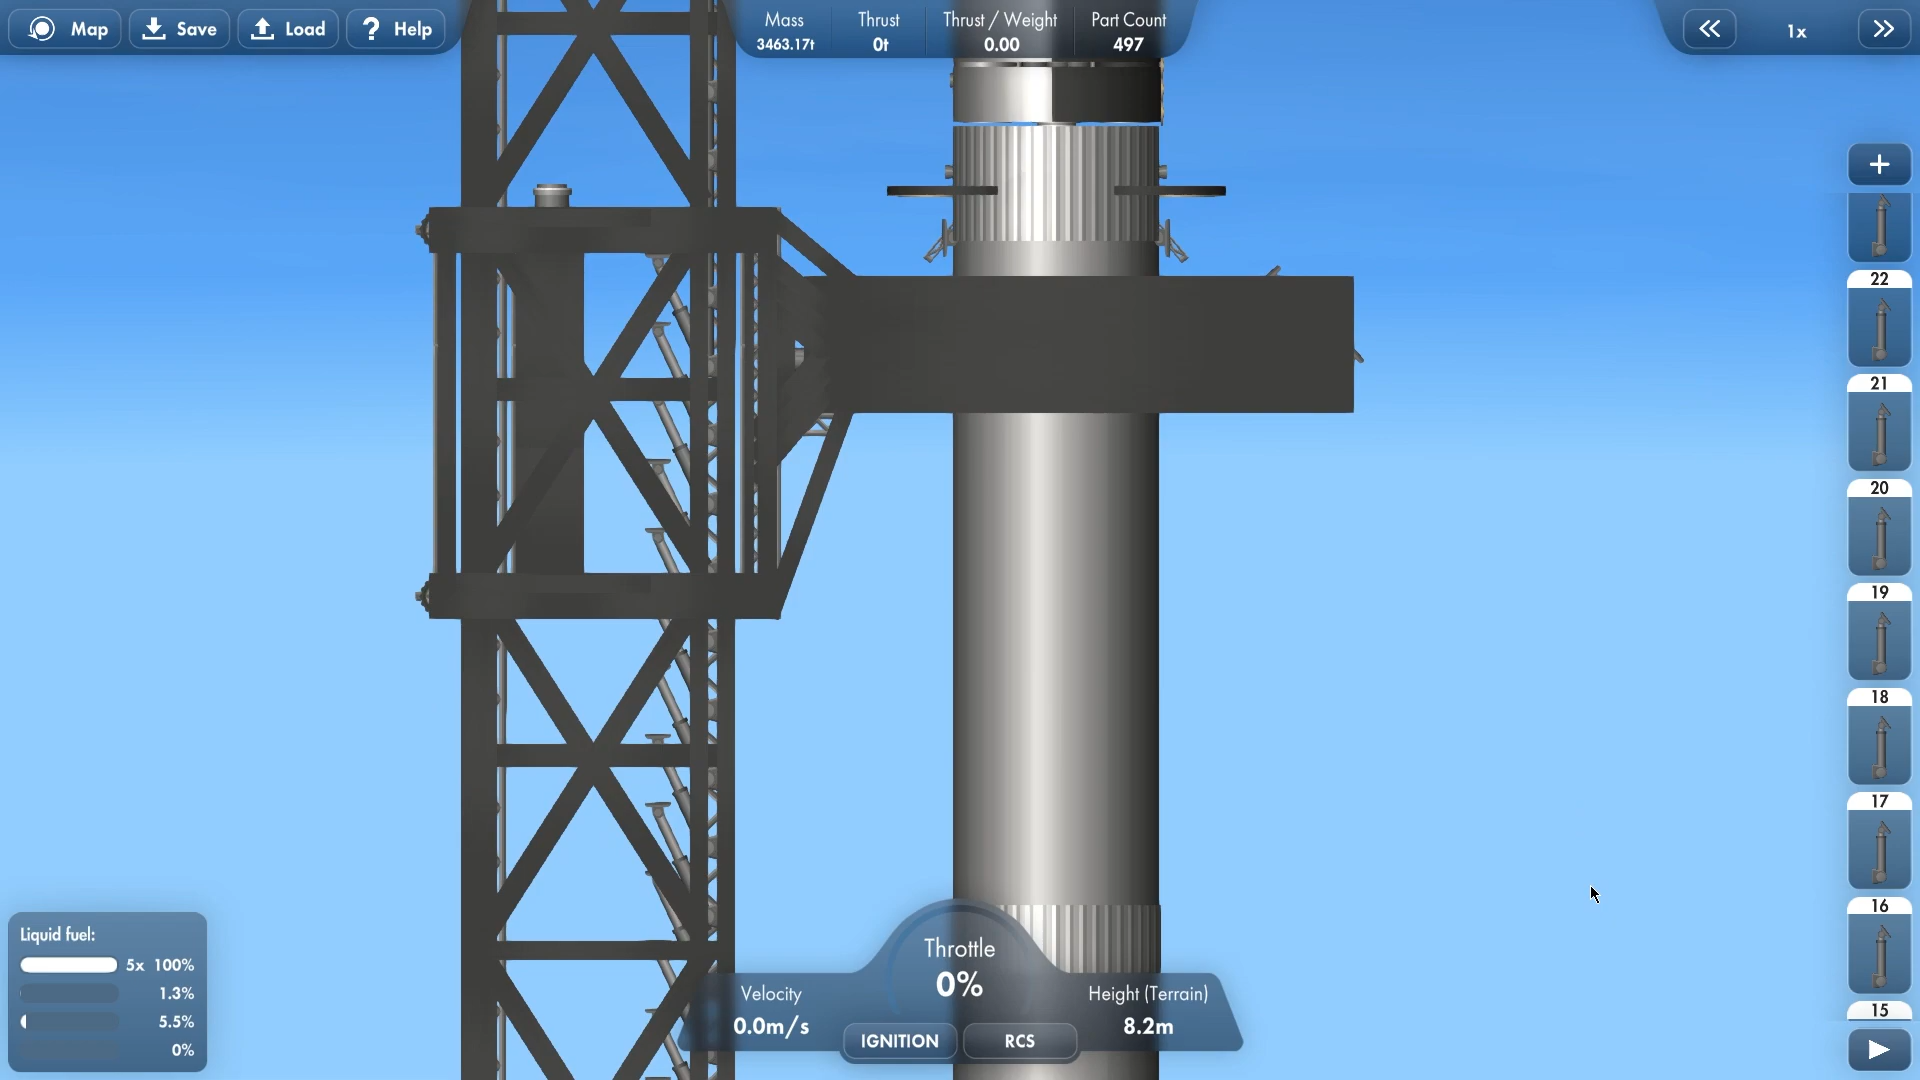 Map
Save
Load
? Help
Mass
3463.17t
Thrust
0t
Thrust / Weight
0.00
Part Count
497
1x
22
21
20
19
18
17
16
15
Liquid fuel:
5x 100%
1.3%
5.5%
0%
Throttle
0%
Velocity
0.0m/s
Height (Terrain)
8.2m
IGNITION
RCS